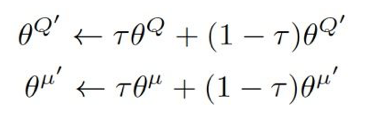 θ^{Q'} ← τθ^Q + (1 − τ)θ^{Q'}
θ^{μ'} ← τθ^μ + (1 − τ)θ^{μ'}